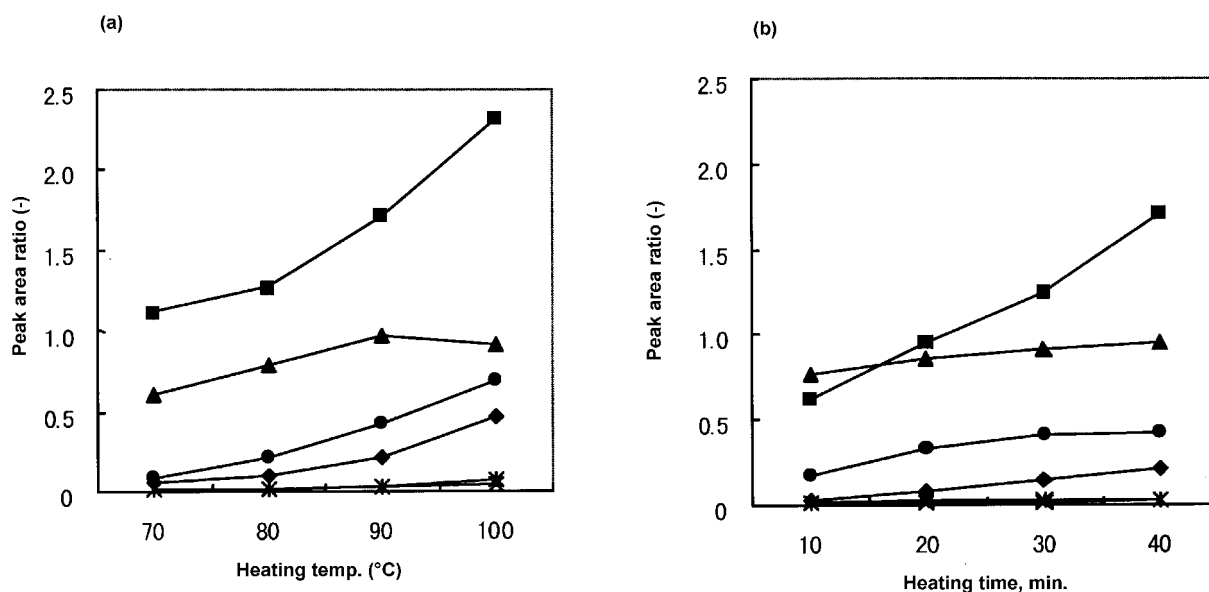 (a)
Peak area ratio (-)
2.5
2.0
1.5
1.0
0.5
0
70 80 90 100
Heating temp. (°C)
(b)
Peak area ratio (-)
2.5
2.0
1.5
1.0
0.5
0
10 20 30 40
Heating time, min.